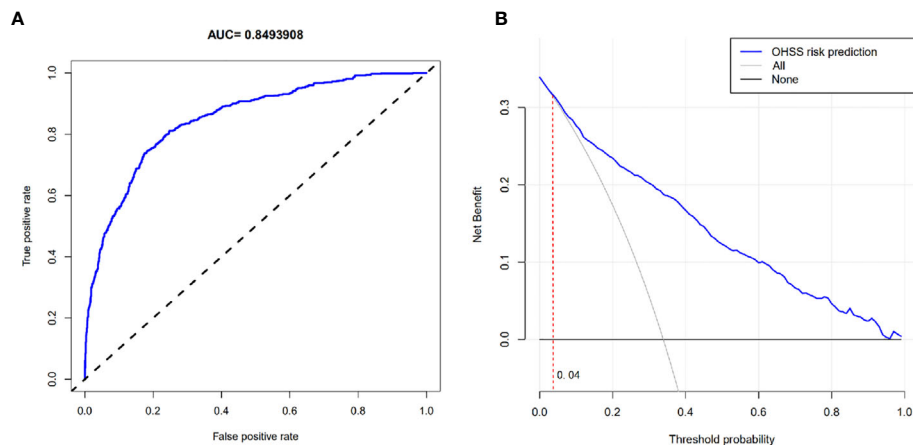 A
AUC= 0.8493908
True positive rate
1.0
0.8
0.6
0.4
0.2
0.0
0.0 0.2 0.4 0.6 0.8 1.0
False positive rate
B
OHSS risk prediction
All
None
Net Benefit
0.3
0.2
0.1
0.0
0. 04
0.0 0.2 0.4 0.6 0.8 1.0
Threshold probability